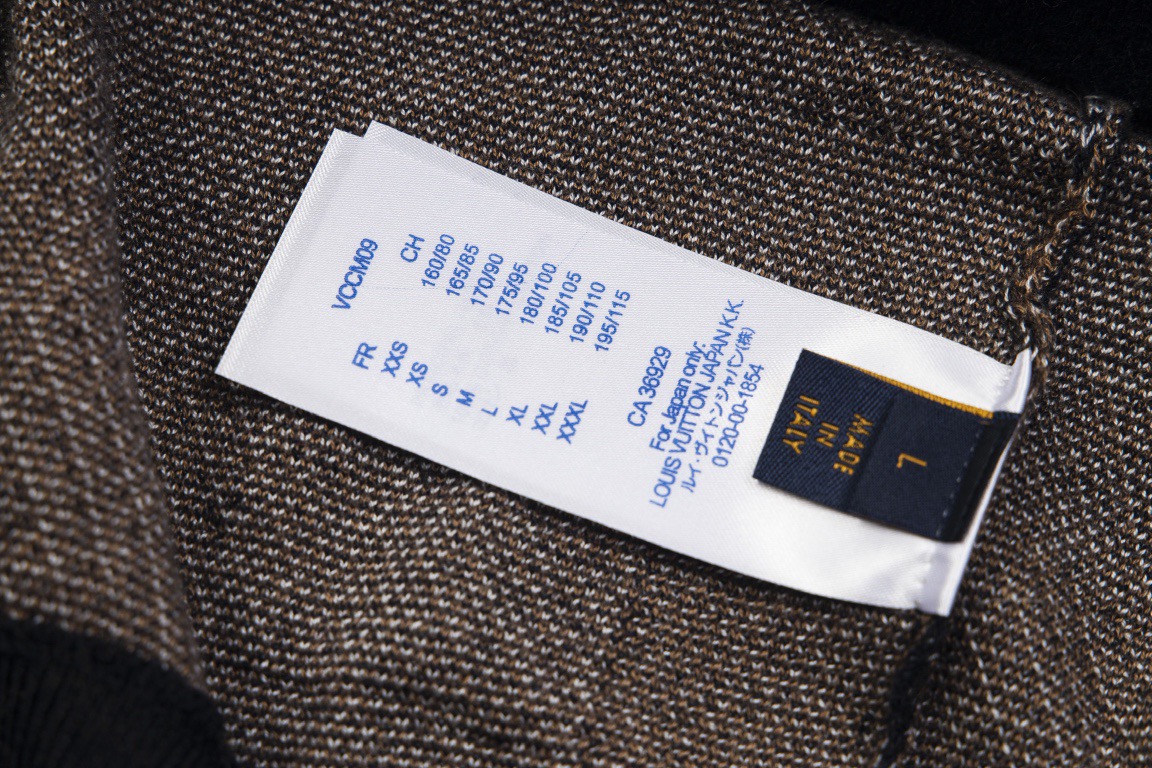 VCCM09
FR CH
XXS 160/80
XS 165/85
S 170/90
M 175/95
L 180/100
XL 185/105
XXL 190/110
XXXL 195/115
CA 36929
For Japan only:
LOUIS VUITTON JAPAN K.K.
ルイ・ヴィトンジャパン(株)
0120-00-1854
L
MADE
IN
ITALY